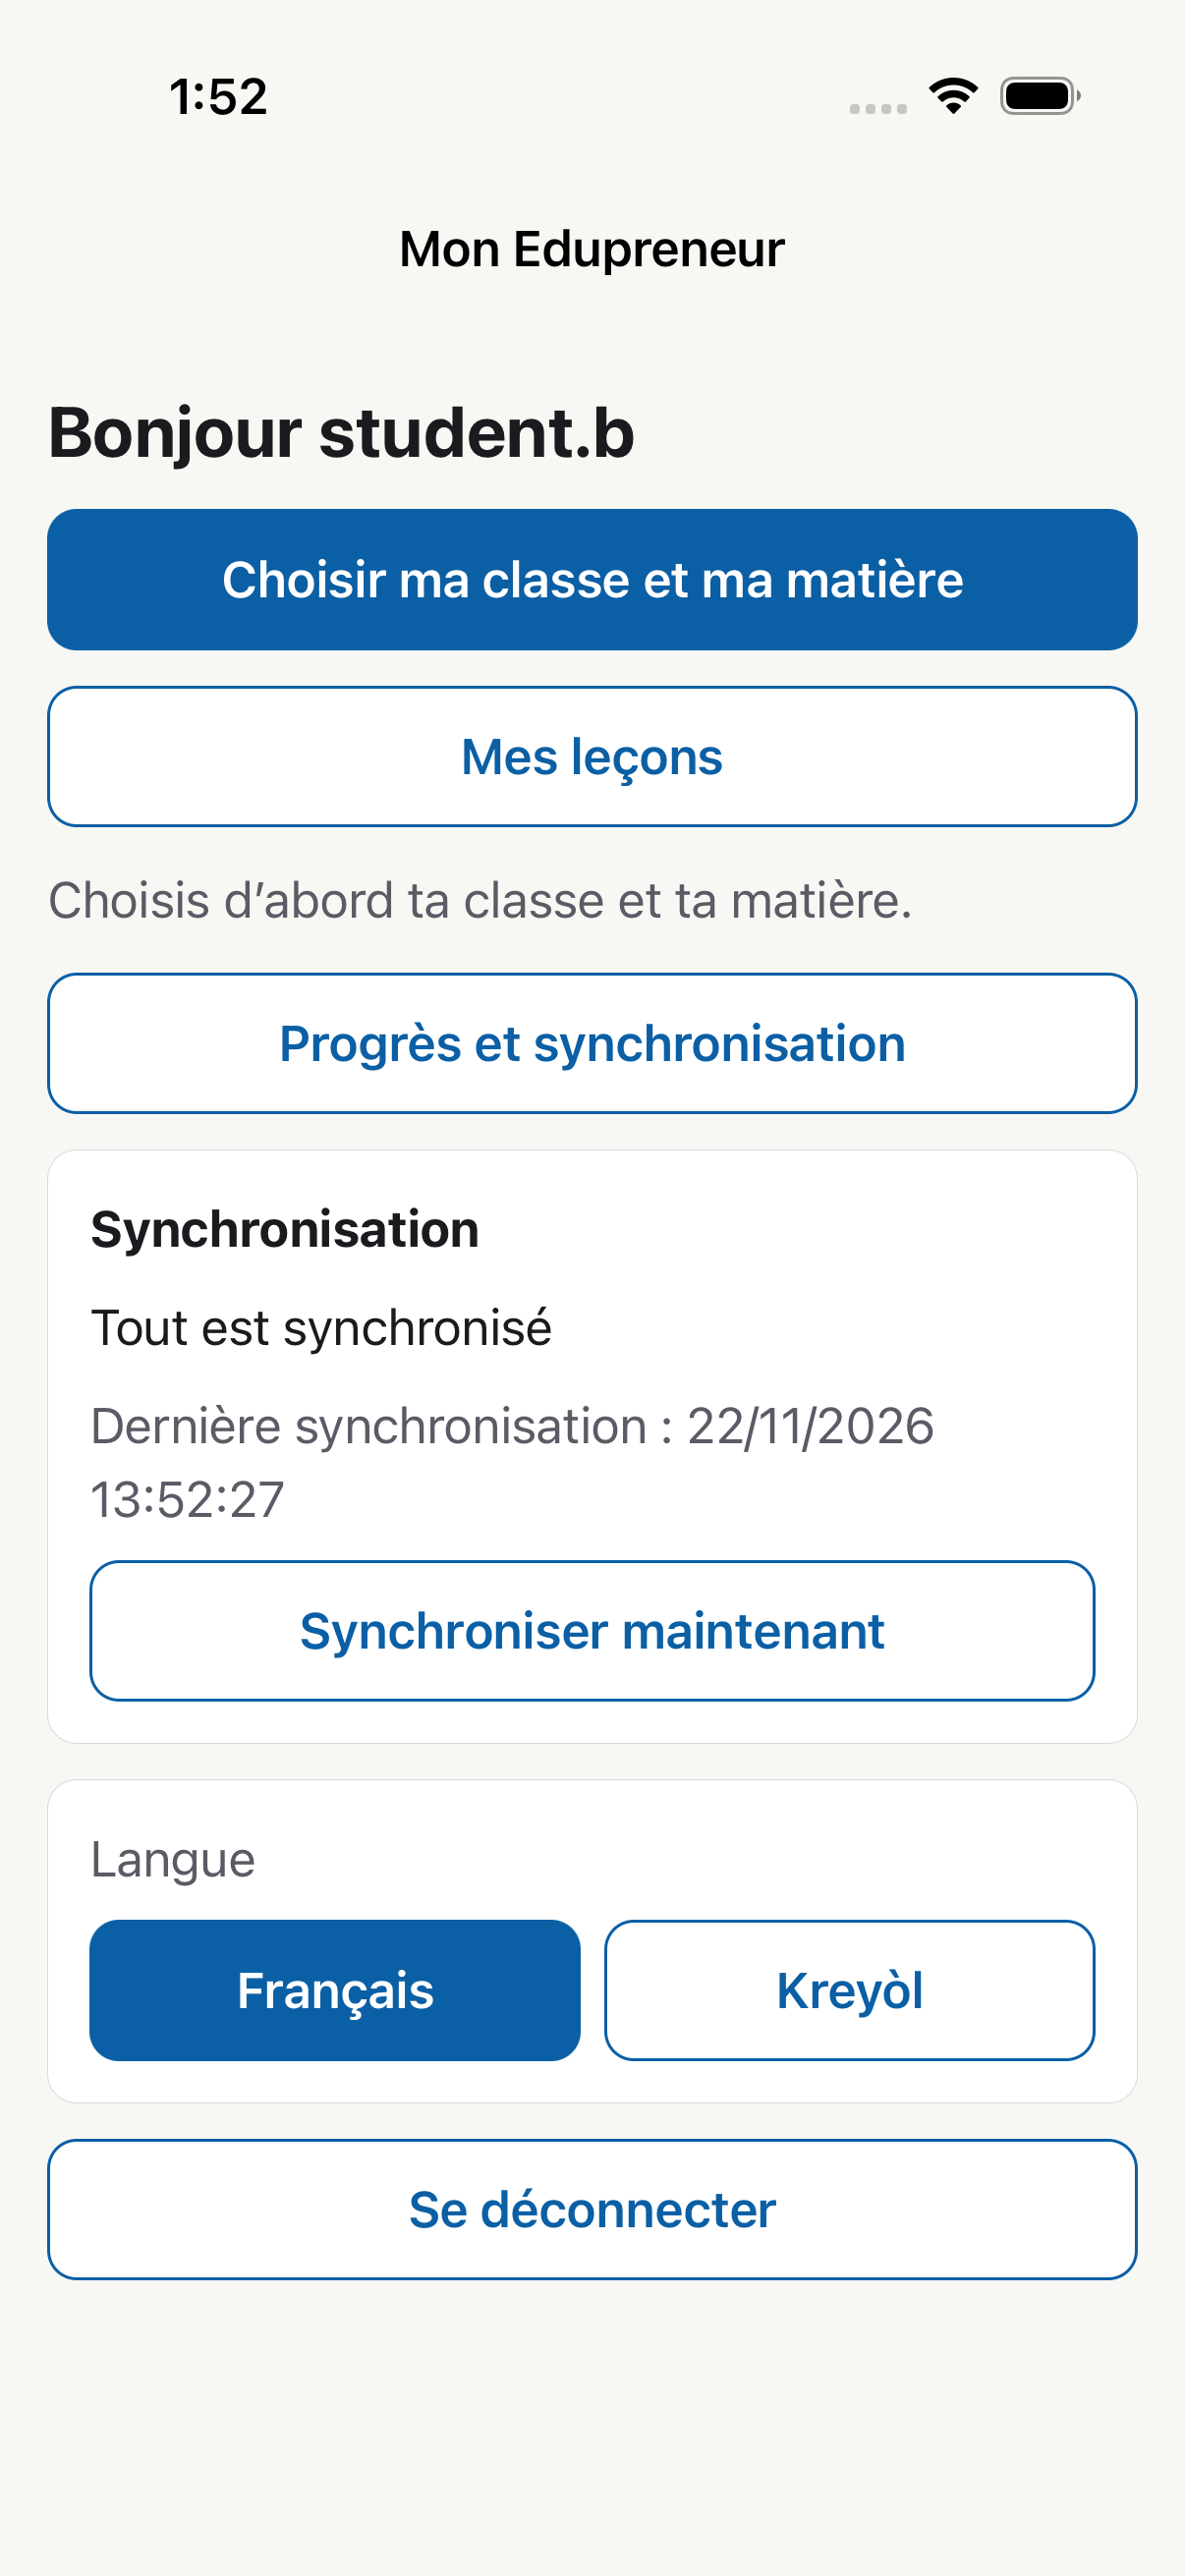 1:52
Mon Edupreneur
Bonjour student.b
Choisir ma classe et ma matière
Mes leçons
Choisis d’abord ta classe et ta matière.
Progrès et synchronisation
Synchronisation
Tout est synchronisé
Dernière synchronisation : 22/11/2026
13:52:27
Synchroniser maintenant
Langue
Français
Kreyòl
Se déconnecter